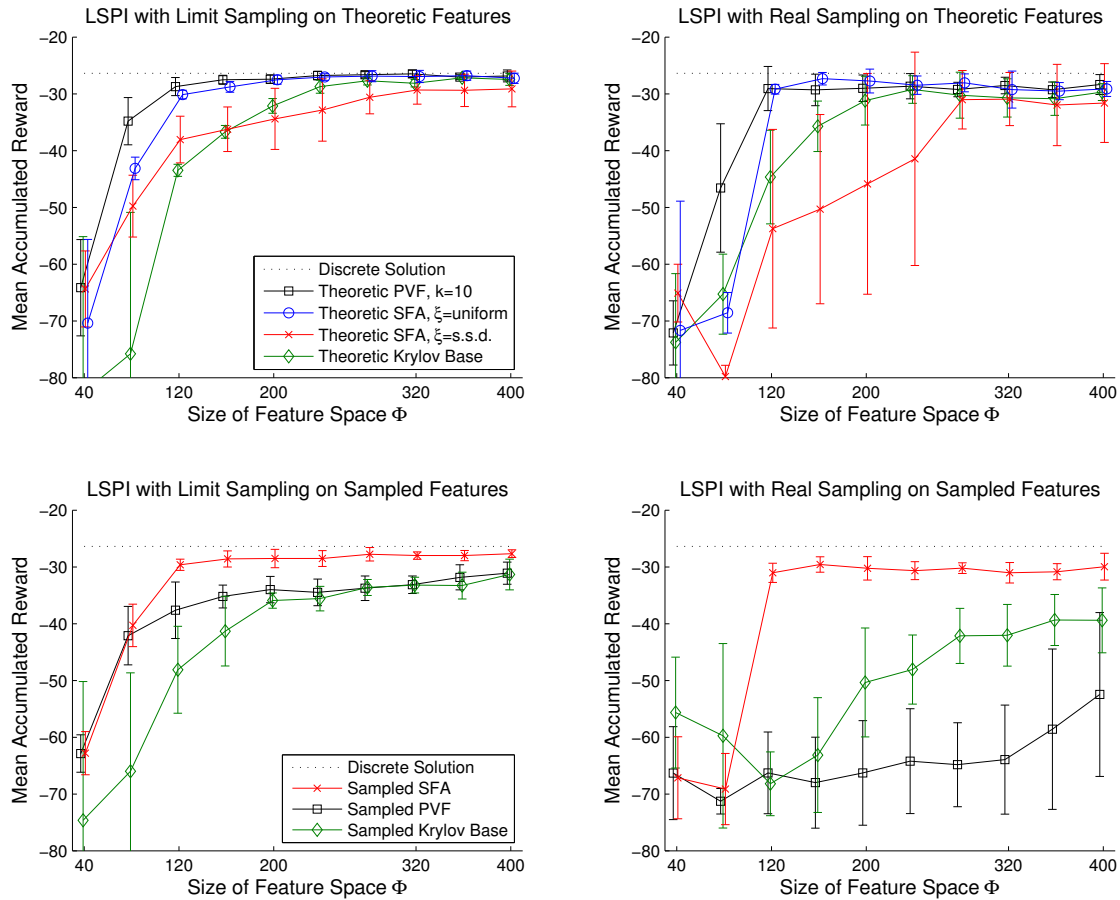 LSPI with Limit Sampling on Theoretic Features
−20
−30
−40
−50
−60
−70
−80
Mean Accumulated Reward
Discrete Solution
Theoretic PVF, k=10
Theoretic SFA, ξ=uniform
Theoretic SFA, ξ=s.s.d.
Theoretic Krylov Base
40 120 200 320 400
Size of Feature Space Φ
LSPI with Real Sampling on Theoretic Features
−20
−30
−40
−50
−60
−70
−80
Mean Accumulated Reward
40 120 200 320 400
Size of Feature Space Φ
LSPI with Limit Sampling on Sampled Features
−20
−30
−40
−50
−60
−70
−80
Mean Accumulated Reward
Discrete Solution
Sampled SFA
Sampled PVF
Sampled Krylov Base
40 120 200 320 400
Size of Feature Space Φ
LSPI with Real Sampling on Sampled Features
−20
−30
−40
−50
−60
−70
−80
Mean Accumulated Reward
40 120 200 320 400
Size of Feature Space Φ